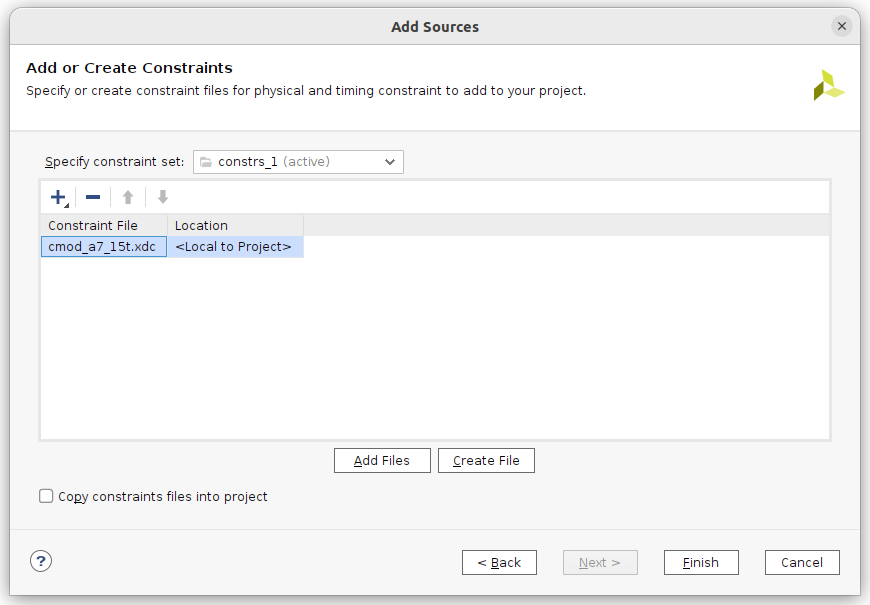 Add Sources
Add or Create Constraints
Specify or create constraint files for physical and timing constraint to add to your project.
Specify constraint set: constrs_1 (active)
Constraint File Location
cmod_a7_15t.xdc <Local to Project>
Add Files Create File
Copy constraints files into project
? < Back Next > Finish Cancel